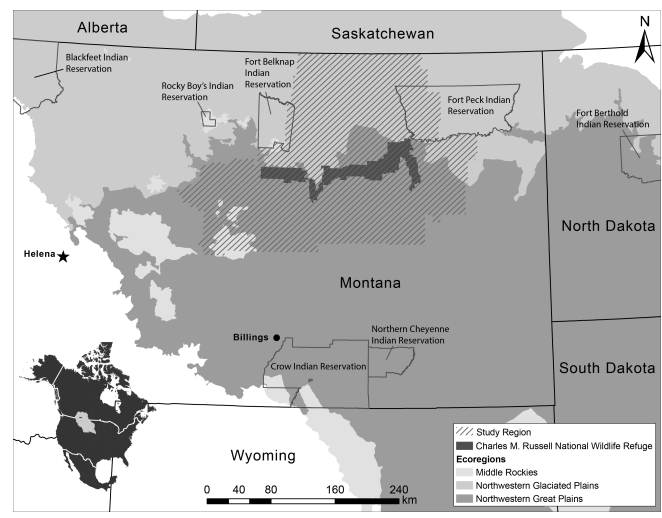 Alberta
Saskatchewan
N
Blackfeet Indian
Reservation
Rocky Boy's Indian
Reservation
Fort Belknap
Indian
Reservation
Fort Peck Indian
Reservation
Fort Berthold
Indian Reservation
North Dakota
Helena
Montana
Billings
Northern Cheyenne
Indian Reservation
Crow Indian Reservation
South Dakota
Wyoming
Study Region
Charles M. Russell National Wildlife Refuge
Ecoregions
Middle Rockies
Northwestern Glaciated Plains
Northwestern Great Plains
0 40 80 160 240
km